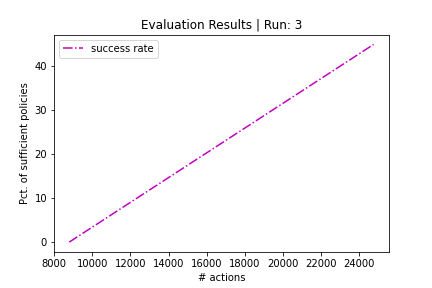 Evaluation Results | Run: 3
success rate
Pct. of sufficient policies
40
30
20
10
0
8000 10000 12000 14000 16000 18000 20000 22000 24000
# actions